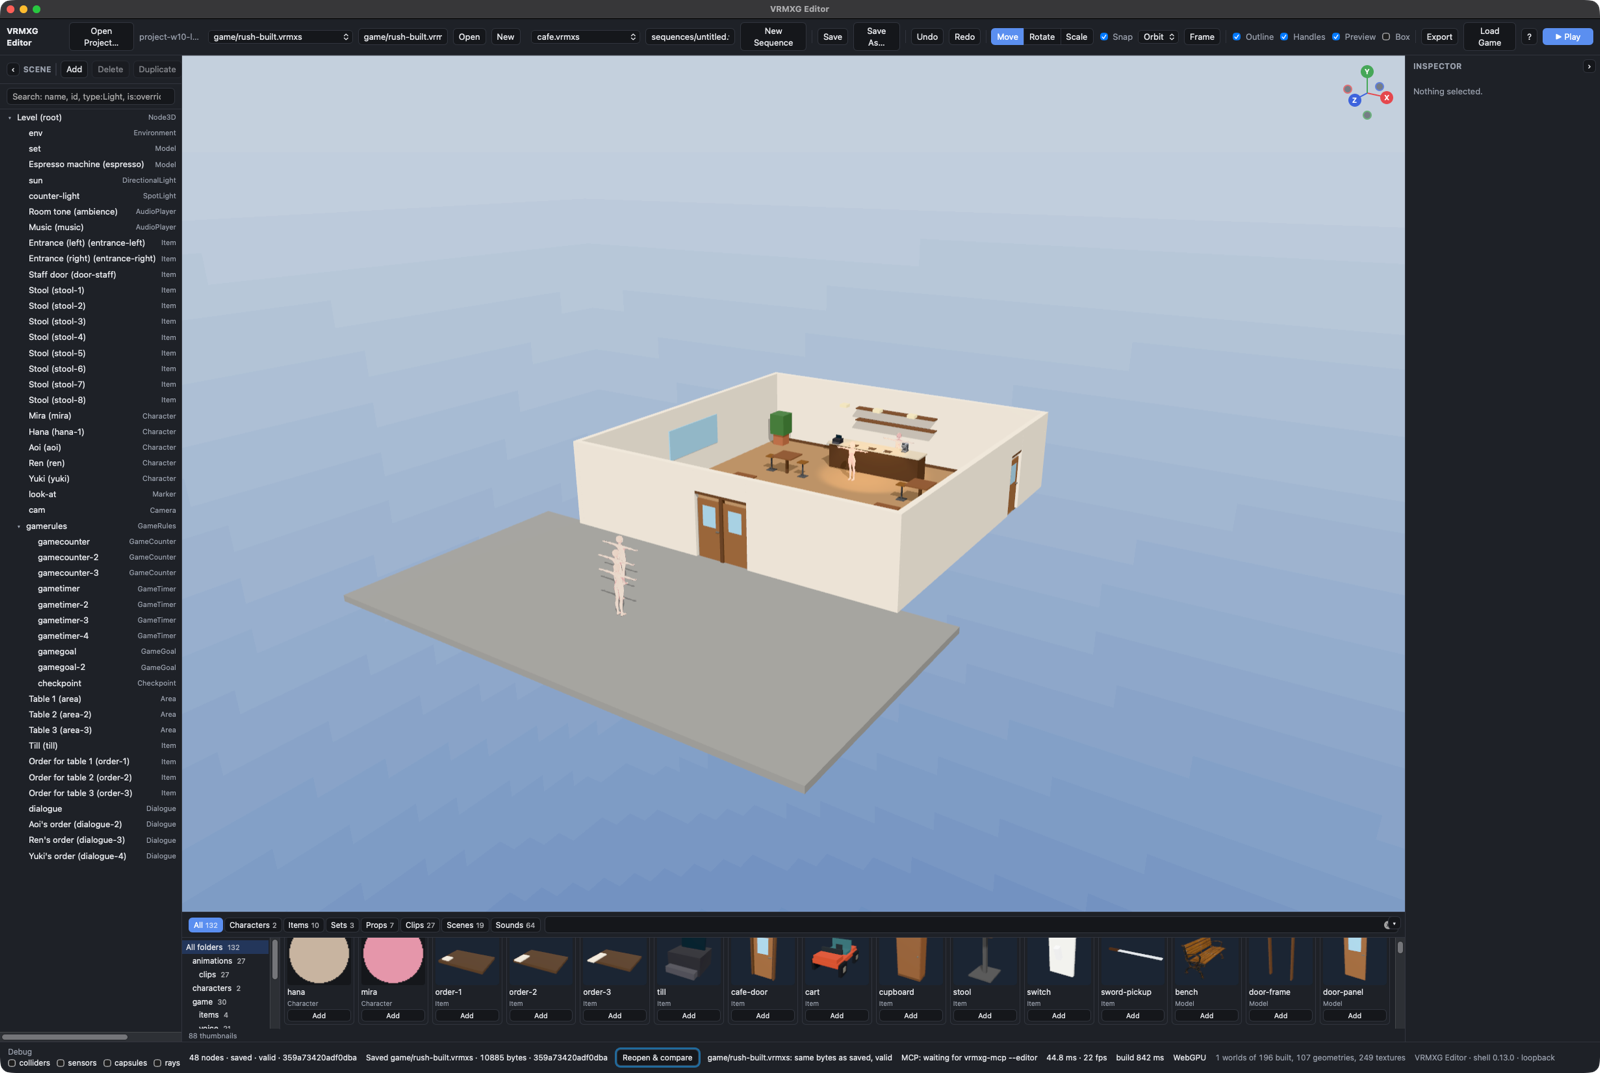 VRMXG Editor
VRMXG Editor
Open Project...
project-w10-l...
game/rush-built.vrmxs
game/rush-built.vrm
Open
New
cafe.vrmxs
sequences/untitled.
New Sequence
Save
Save As...
Undo
Redo
Move
Rotate
Scale
Snap
Orbit
Frame
Outline
Handles
Preview
Box
Export
Load Game
?
Play
SCENE
Add
Delete
Duplicate
Search: name, id, type:Light, is:overri
Level (root) Node3D
env Environment
set Model
Espresso machine (espresso) Model
sun DirectionalLight
counter-light SpotLight
Room tone (ambience) AudioPlayer
Music (music) AudioPlayer
Entrance (left) (entrance-left) Item
Entrance (right) (entrance-right) Item
Staff door (door-staff) Item
Stool (stool-1) Item
Stool (stool-2) Item
Stool (stool-3) Item
Stool (stool-4) Item
Stool (stool-5) Item
Stool (stool-6) Item
Stool (stool-7) Item
Stool (stool-8) Item
Mira (mira) Character
Hana (hana-1) Character
Aoi (aoi) Character
Ren (ren) Character
Yuki (yuki) Character
look-at Marker
cam Camera
gamerules GameRules
gamecounter GameCounter
gamecounter-2 GameCounter
gamecounter-3 GameCounter
gametimer GameTimer
gametimer-2 GameTimer
gametimer-3 GameTimer
gametimer-4 GameTimer
gamegoal GameGoal
gamegoal-2 GameGoal
checkpoint Checkpoint
Table 1 (area) Area
Table 2 (area-2) Area
Table 3 (area-3) Area
Till (till) Item
Order for table 1 (order-1) Item
Order for table 2 (order-2) Item
Order for table 3 (order-3) Item
dialogue Dialogue
Aoi's order (dialogue-2) Dialogue
Ren's order (dialogue-3) Dialogue
Yuki's order (dialogue-4) Dialogue
Y
X
Z
INSPECTOR
Nothing selected.
All 132
Characters 2
Items 10
Sets 3
Props 7
Clips 27
Scenes 19
Sounds 64
All folders 132
animations 27
clips 27
characters 2
game 30
items 4
voice 21
hana Character Add
mira Character Add
order-1 Item Add
order-2 Item Add
order-3 Item Add
till Item Add
cafe-door Item Add
cart Item Add
cupboard Item Add
stool Item Add
switch Item Add
sword-pickup Item Add
bench Model Add
door-frame Model Add
door-panel Model Add
88 thumbnails
Debug
colliders
sensors
capsules
rays
48 nodes · saved · valid · 359a73420adf0dba
Saved game/rush-built.vrmxs · 10885 bytes · 359a73420adf0dba
Reopen & compare
game/rush-built.vrmxs: same bytes as saved, valid
MCP: waiting for vrmxg-mcp --editor
44.8 ms · 22 fps
build 842 ms
WebGPU
1 worlds of 196 built, 107 geometries, 249 textures
VRMXG Editor · shell 0.13.0 · loopback